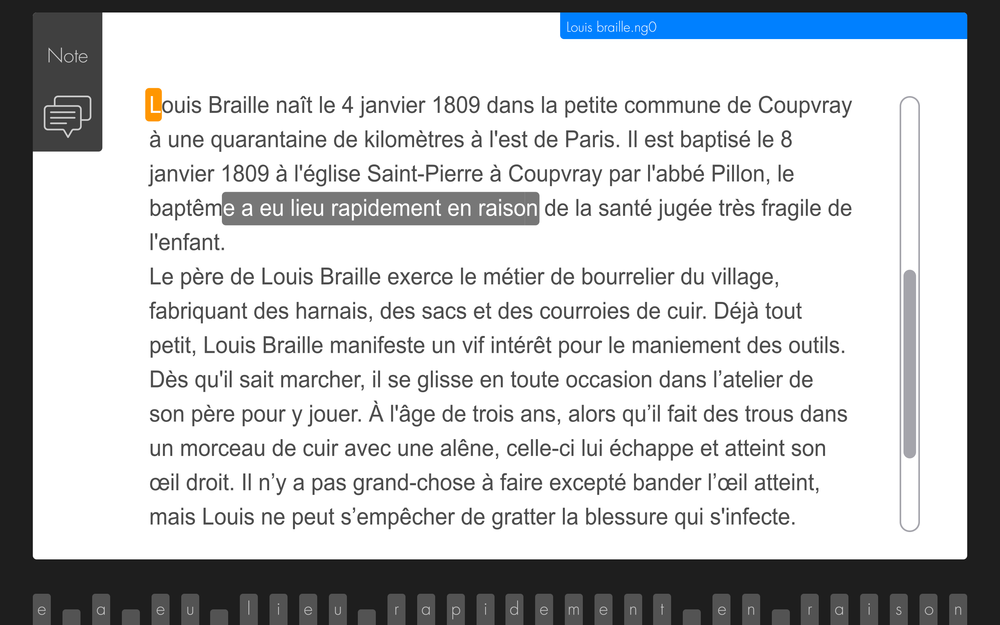 Louis braille.ng0
Note
Louis Braille naît le 4 janvier 1809 dans la petite commune de Coupvray
à une quarantaine de kilomètres à l'est de Paris. Il est baptisé le 8
janvier 1809 à l'église Saint-Pierre à Coupvray par l'abbé Pillon, le
baptême a eu lieu rapidement en raison de la santé jugée très fragile de
l'enfant.
Le père de Louis Braille exerce le métier de bourrelier du village,
fabriquant des harnais, des sacs et des courroies de cuir. Déjà tout
petit, Louis Braille manifeste un vif intérêt pour le maniement des outils.
Dès qu'il sait marcher, il se glisse en toute occasion dans l’atelier de
son père pour y jouer. À l'âge de trois ans, alors qu’il fait des trous dans
un morceau de cuir avec une alêne, celle-ci lui échappe et atteint son
œil droit. Il n’y a pas grand-chose à faire excepté bander l’œil atteint,
mais Louis ne peut s’empêcher de gratter la blessure qui s'infecte.
e a eu lieu rapidement en raison